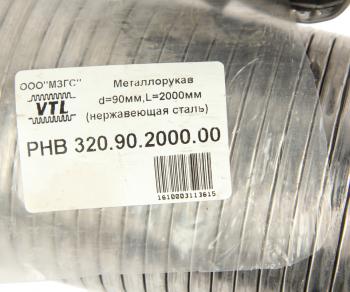 ООО"МЗГС"
VTL
Металлорукав
d=90мм,L=2000мм
(нержавеющая сталь)
РНВ 320.90.2000.00
1610003113615